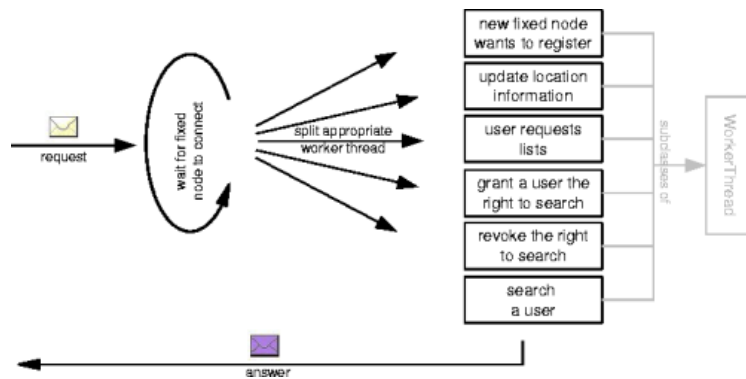 new fixed node
wants to register
update location
information
user requests
lists
grant a user the
right to search
revoke the right
to search
search
a user
request
wait for fixed
node to connect
split appropriate
worker thread
subclasses of
WorkerThread
answer